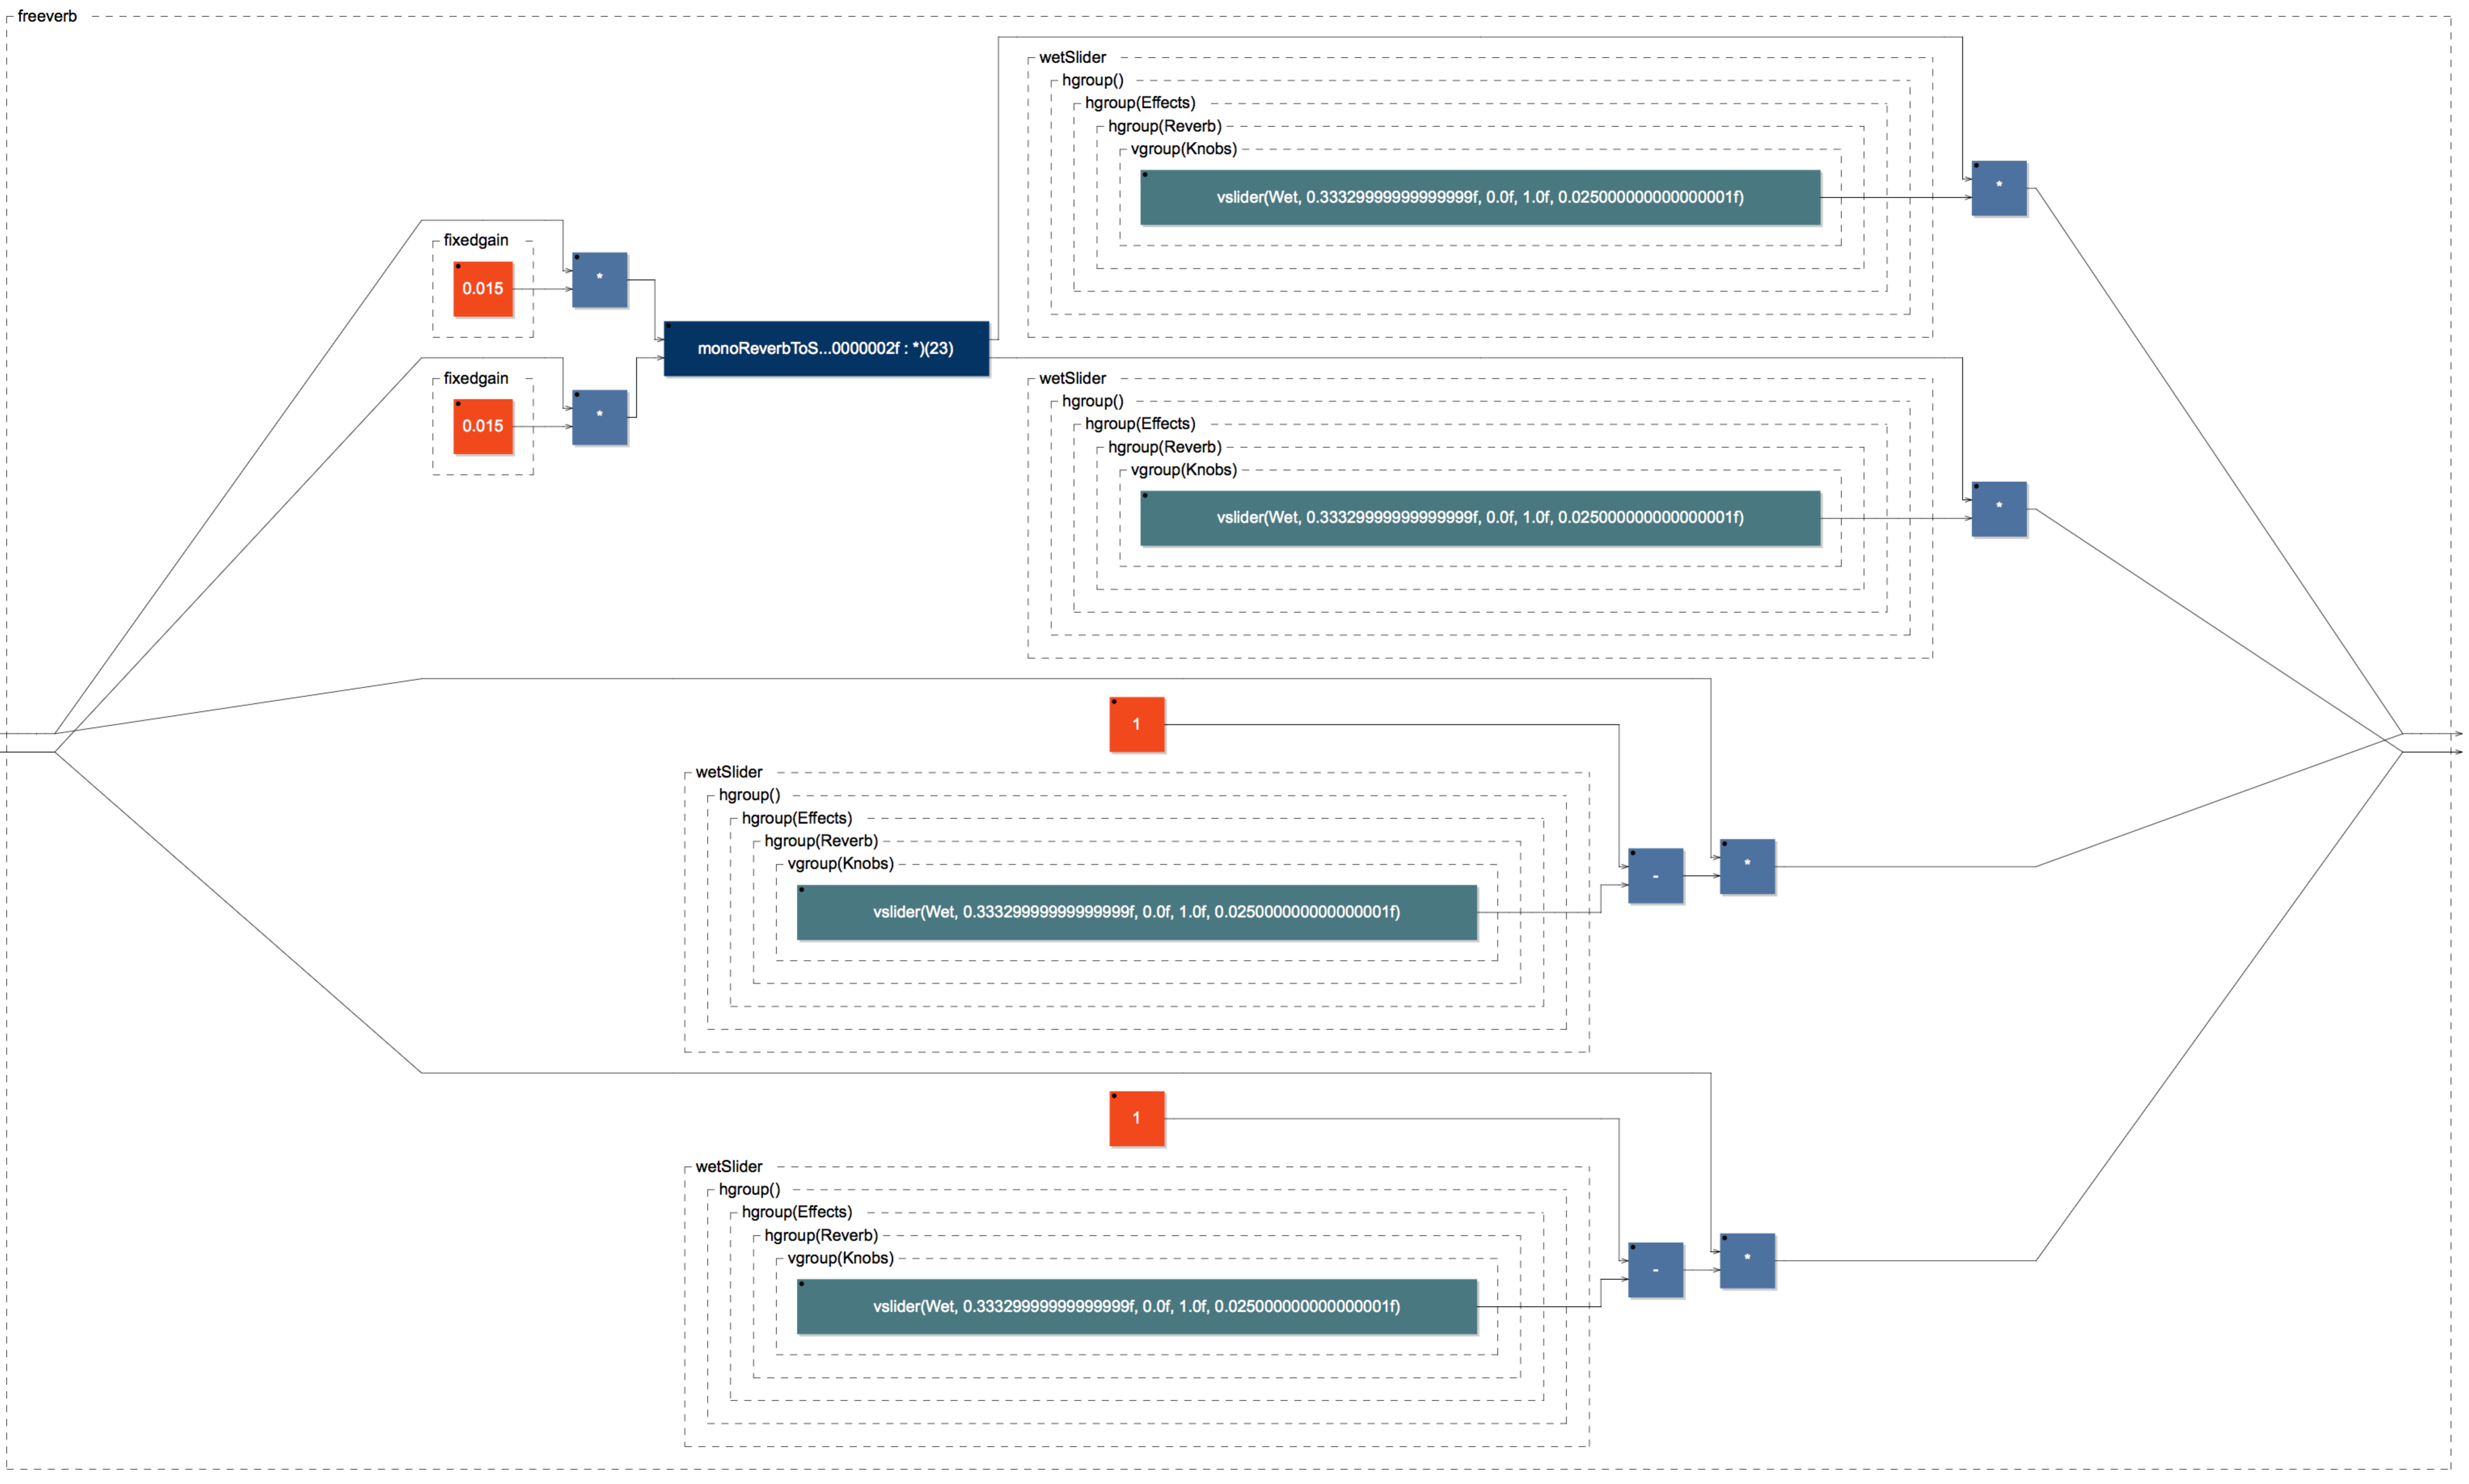 freeverb
wetSlider
hgroup()
hgroup(Effects)
hgroup(Reverb)
vgroup(Knobs)
vslider(Wet, 0.33329999999999999f, 0.0f, 1.0f, 0.025000000000000001f)
*
fixedgain
0.015
*
monoReverbToS...0000002f : *)(23)
fixedgain
0.015
*
wetSlider
hgroup()
hgroup(Effects)
hgroup(Reverb)
vgroup(Knobs)
vslider(Wet, 0.33329999999999999f, 0.0f, 1.0f, 0.025000000000000001f)
*
1
wetSlider
hgroup()
hgroup(Effects)
hgroup(Reverb)
vgroup(Knobs)
vslider(Wet, 0.33329999999999999f, 0.0f, 1.0f, 0.025000000000000001f)
-
*
1
wetSlider
hgroup()
hgroup(Effects)
hgroup(Reverb)
vgroup(Knobs)
vslider(Wet, 0.33329999999999999f, 0.0f, 1.0f, 0.025000000000000001f)
-
*